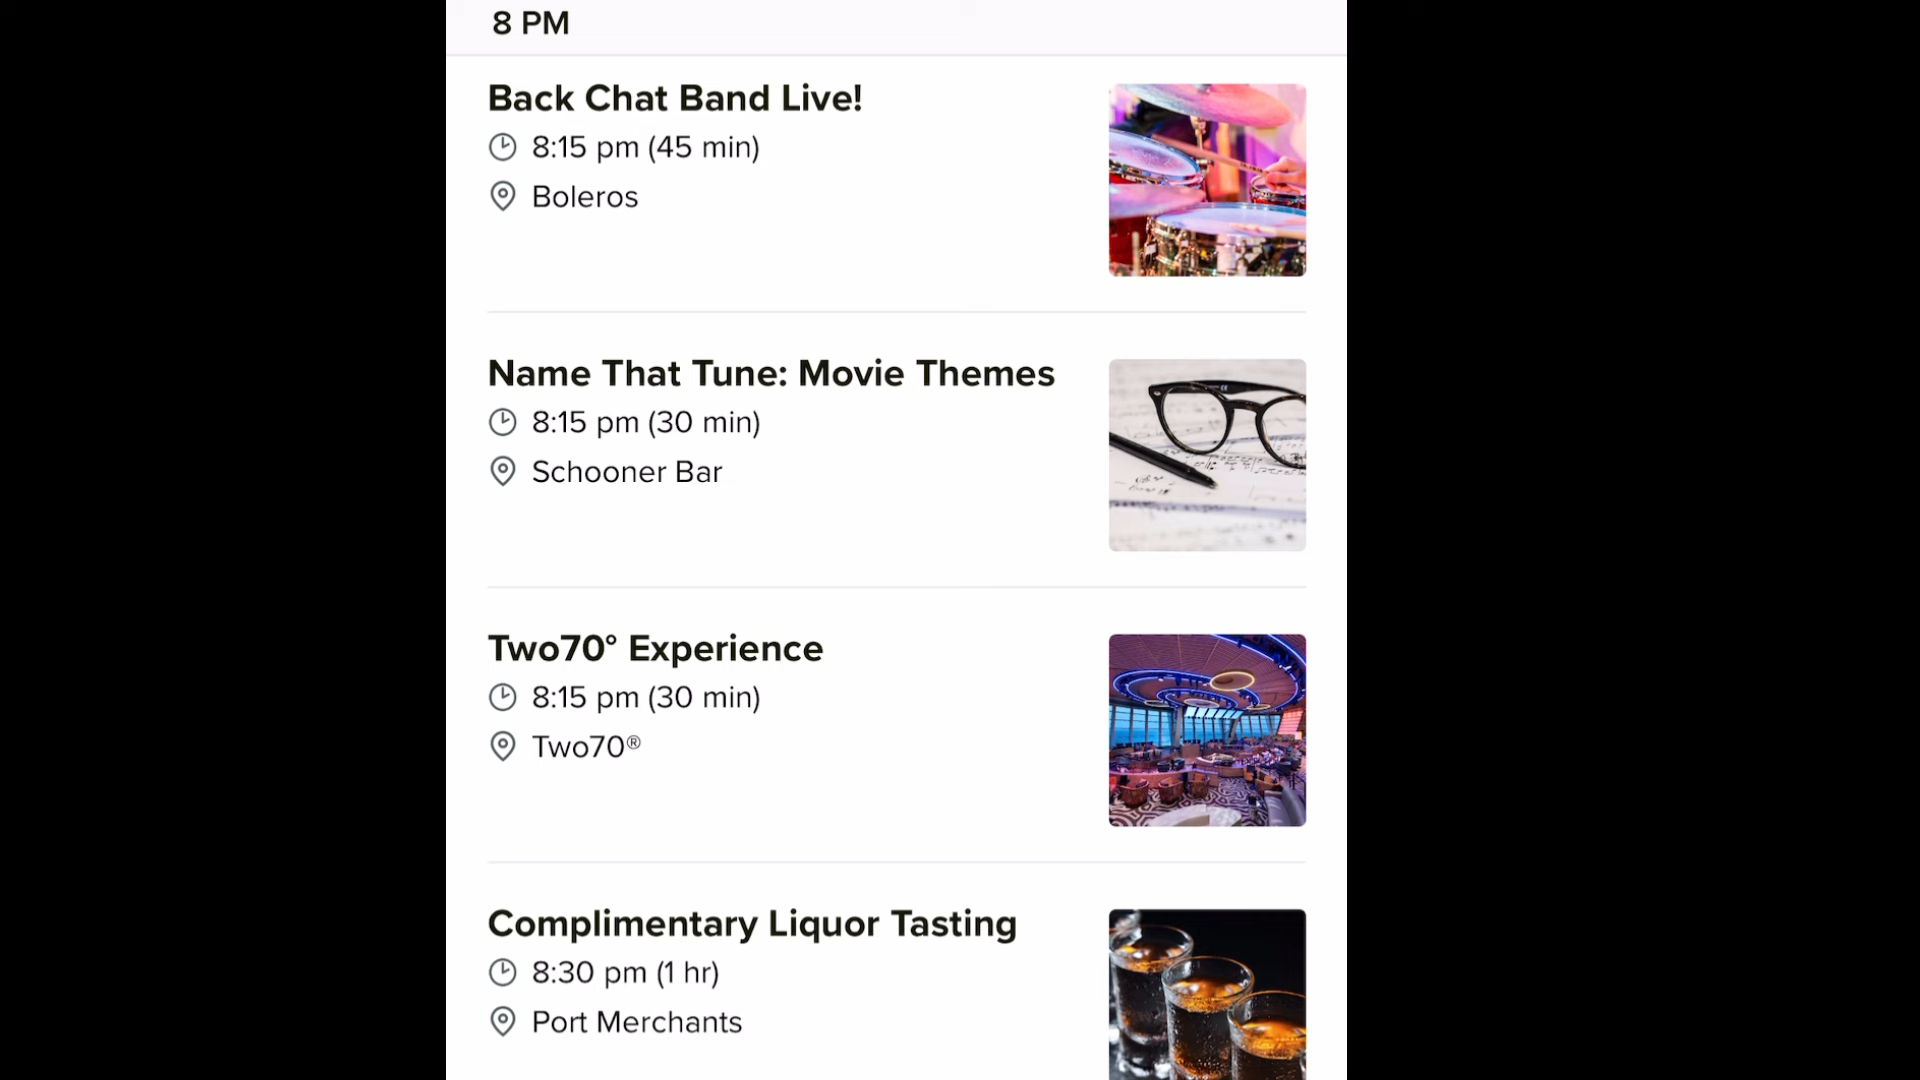 8 PM
Back Chat Band Live!
8:15 pm (45 min)
Boleros
Name That Tune: Movie Themes
8:15 pm (30 min)
Schooner Bar
Two70° Experience
8:15 pm (30 min)
Two70®
Complimentary Liquor Tasting
8:30 pm (1 hr)
Port Merchants